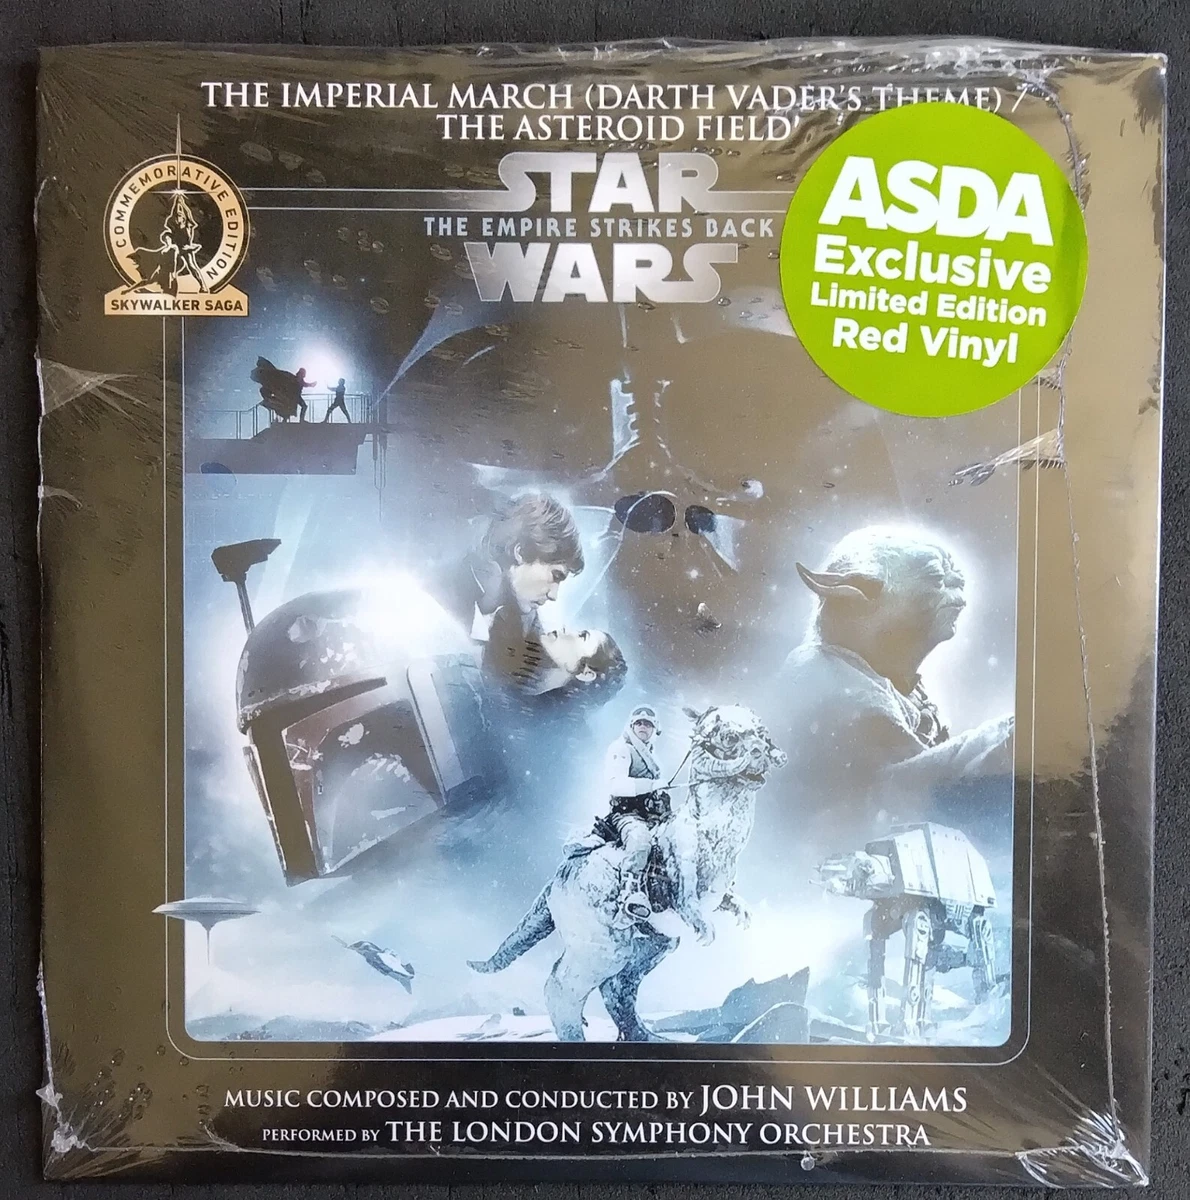 THE IMPERIAL MARCH (DARTH VADER'S THEME) /
THE ASTEROID FIELD'
STAR
THE EMPIRE STRIKES BACK
WARS
COMMEMORATIVE EDITION
SKYWALKER SAGA
ASDA
Exclusive
Limited Edition
Red Vinyl
MUSIC COMPOSED AND CONDUCTED BY JOHN WILLIAMS
PERFORMED BY THE LONDON SYMPHONY ORCHESTRA